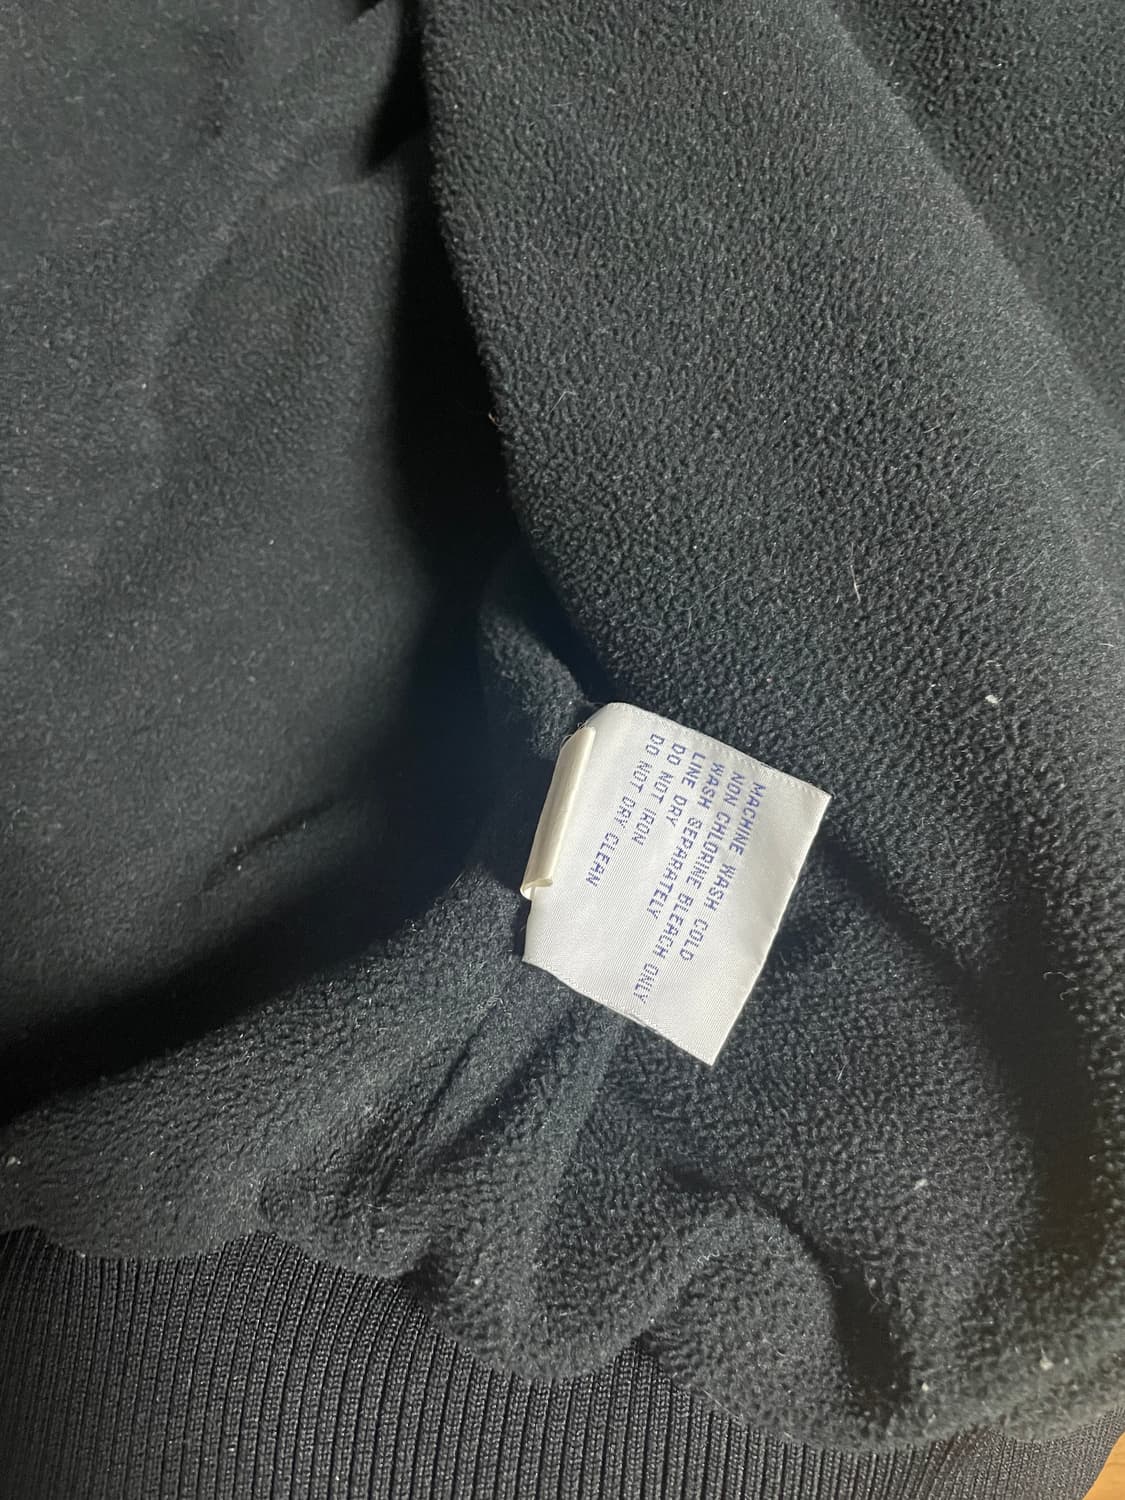 MACHINE WASH COLD
NON CHLORINE BLEACH ONLY
WASH SEPARATELY
LINE DRY
DO NOT IRON
DO NOT DRY CLEAN